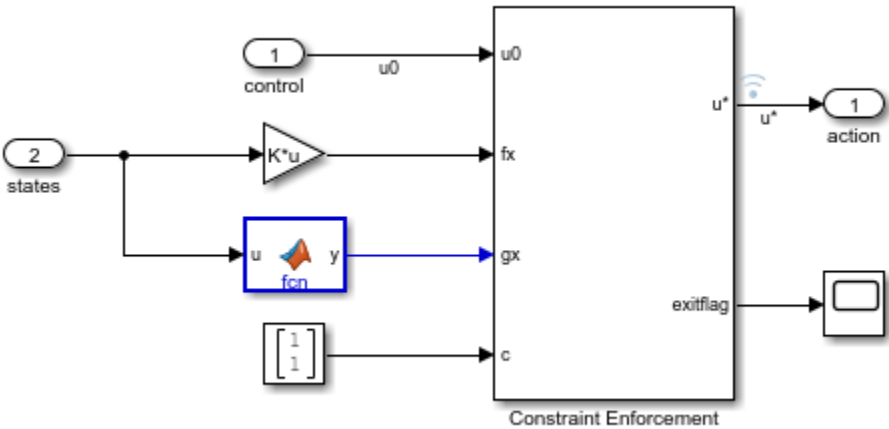 1
u0
control
u0
u*
1
u*
action
2
states
K*u
fx
u
y
fcn
gx
exitflag
1
1
c
Constraint Enforcement